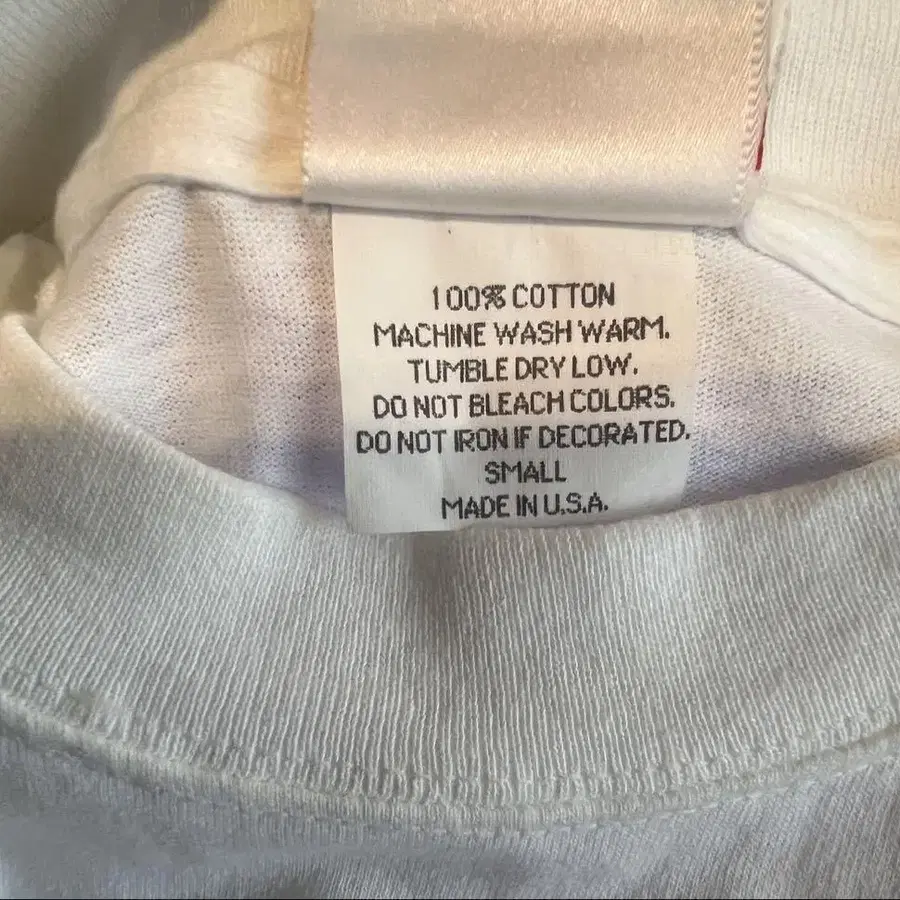 100% COTTON
MACHINE WASH WARM.
TUMBLE DRY LOW.
DO NOT BLEACH COLORS.
DO NOT IRON IF DECORATED.
SMALL
MADE IN U.S.A.